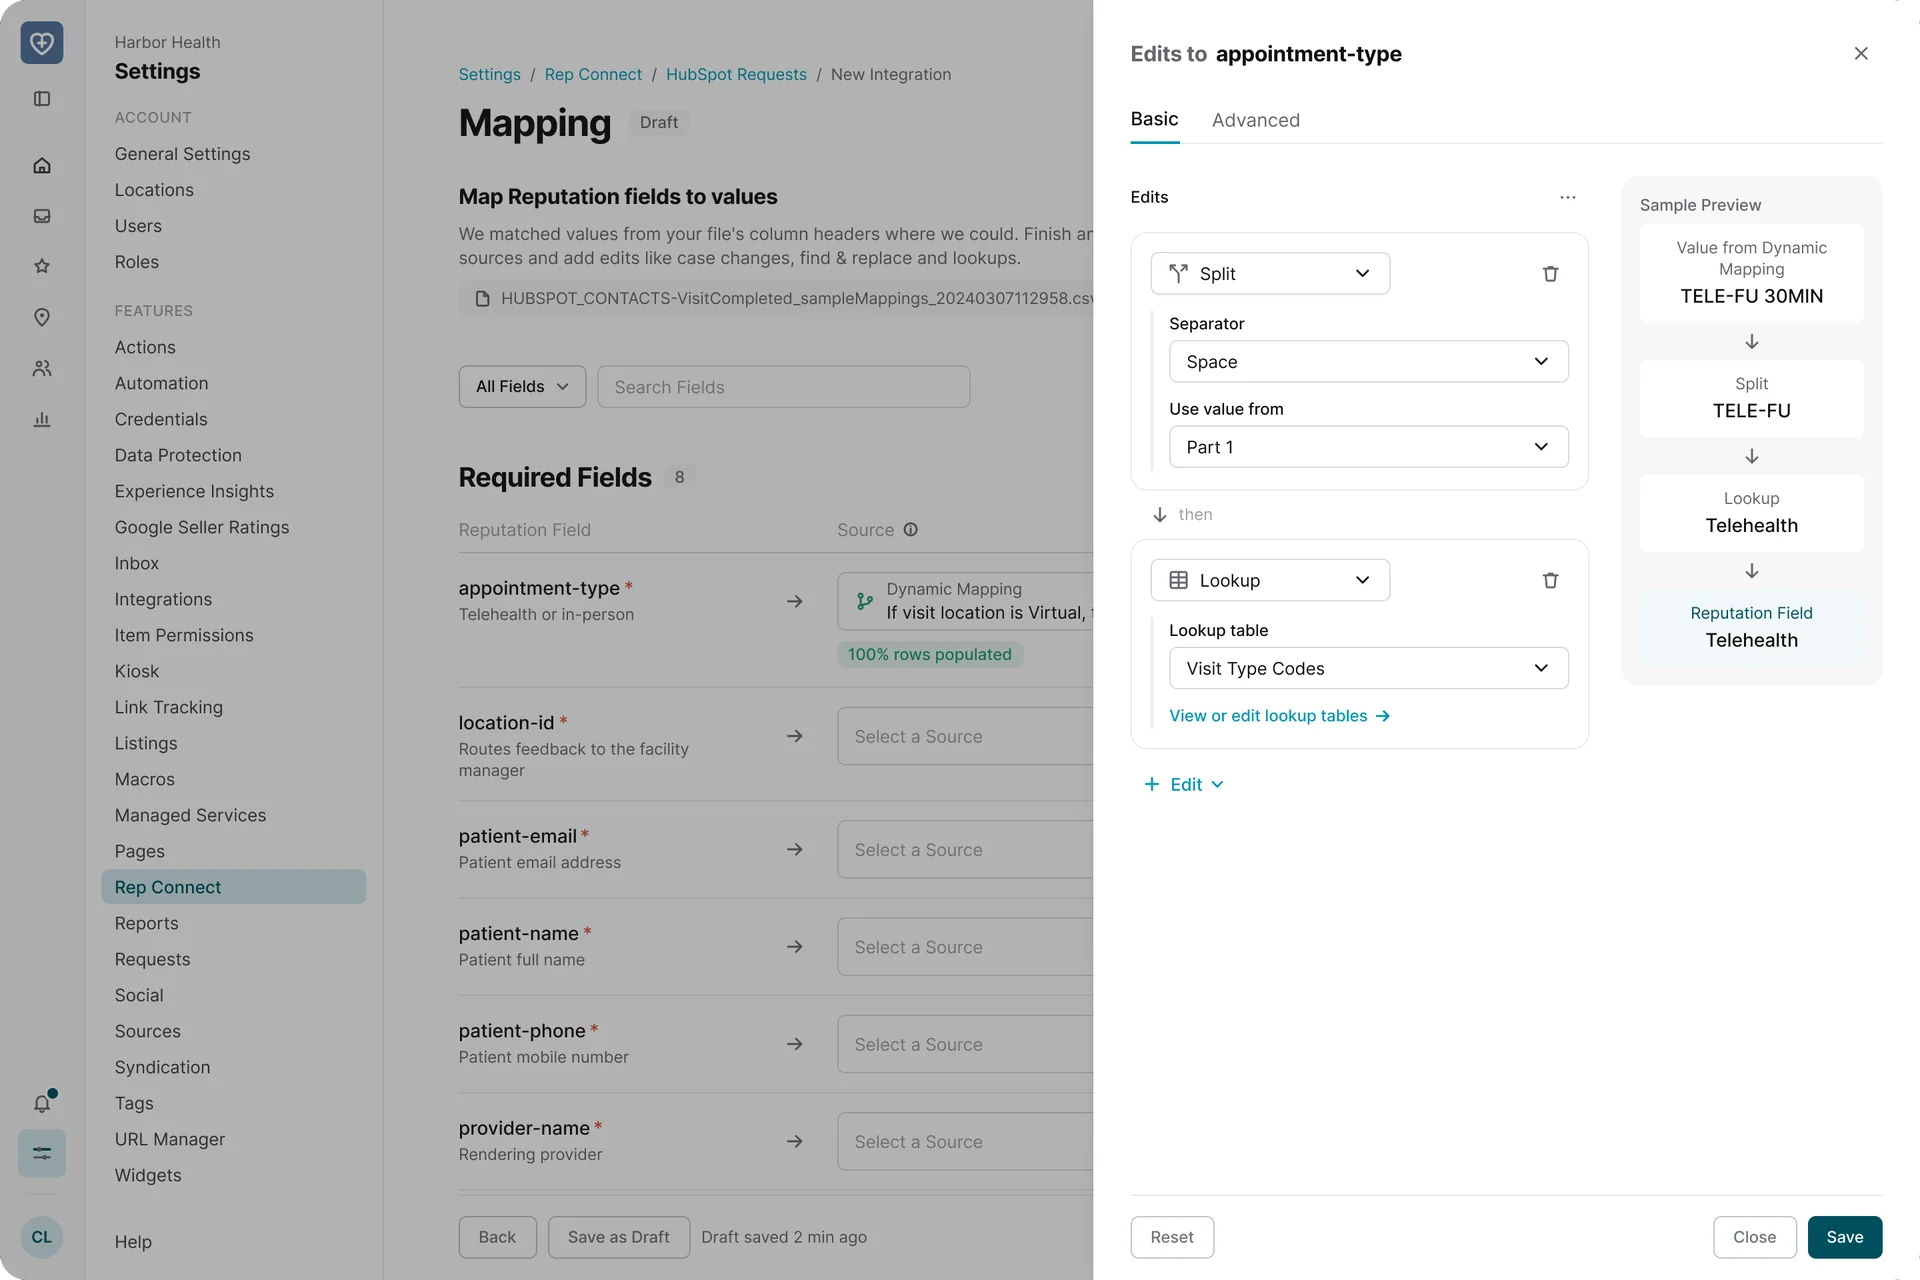 Harbor Health
Settings
ACCOUNT
General Settings
Locations
Users
Roles
FEATURES
Actions
Automation
Credentials
Data Protection
Experience Insights
Google Seller Ratings
Inbox
Integrations
Item Permissions
Kiosk
Link Tracking
Listings
Macros
Managed Services
Pages
Rep Connect
Reports
Requests
Social
Sources
Syndication
Tags
URL Manager
Widgets
Help
CL
Settings / Rep Connect / HubSpot Requests / New Integration
Mapping Draft
Map Reputation fields to values
We matched values from your file's column headers where we could. Finish
sources and add edits like case changes, find & replace and lookups.
HUBSPOT_CONTACTS-VisitCompleted_sampleMappings_20240307112958.csv
All Fields
Search Fields
Required Fields 8
Reputation Field
Source
appointment-type *
Telehealth or in-person
Dynamic Mapping
If visit location is Virtual,
100% rows populated
location-id *
Routes feedback to the facility
manager
Select a Source
patient-email *
Patient email address
Select a Source
patient-name *
Patient full name
Select a Source
patient-phone *
Patient mobile number
Select a Source
provider-name *
Rendering provider
Select a Source
Back
Save as Draft
Draft saved 2 min ago
Edits to appointment-type
Basic
Advanced
Edits
Split
Separator
Space
Use value from
Part 1
then
Lookup
Lookup table
Visit Type Codes
View or edit lookup tables
Edit
Sample Preview
Value from Dynamic
Mapping
TELE-FU 30MIN
Split
TELE-FU
Lookup
Telehealth
Reputation Field
Telehealth
Reset
Close
Save